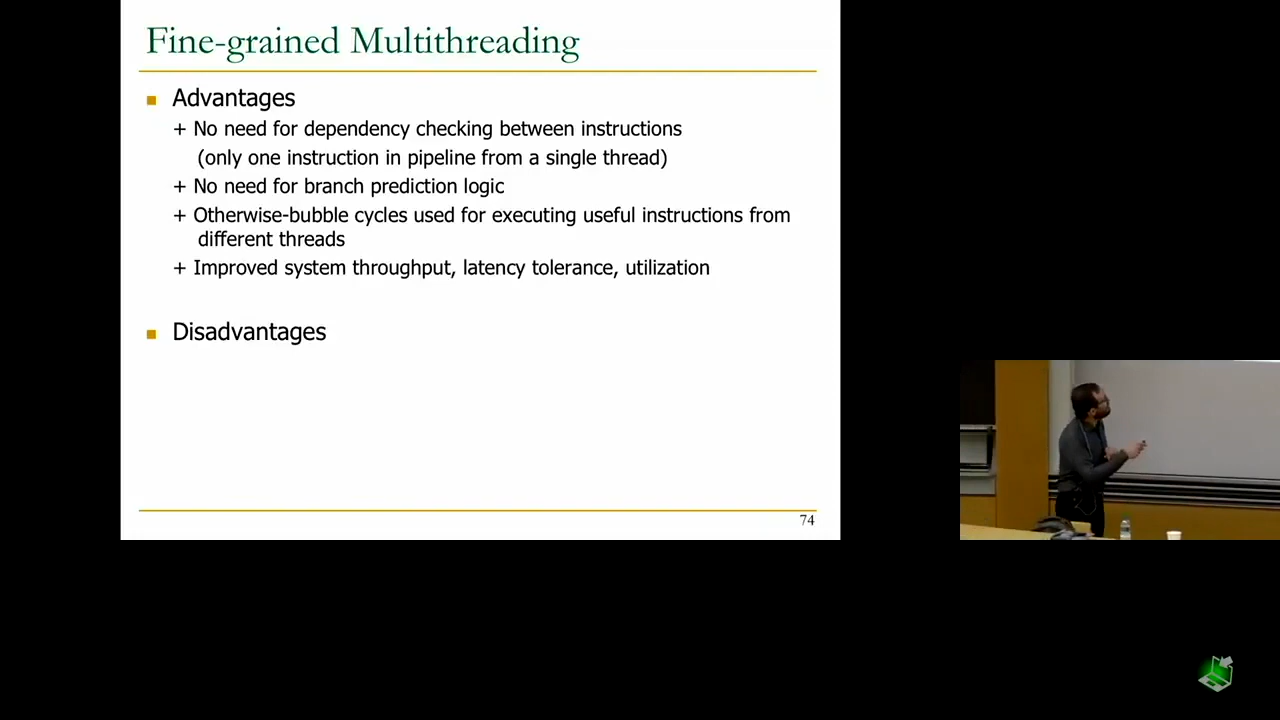 Fine-grained Multithreading
Advantages
+ No need for dependency checking between instructions
(only one instruction in pipeline from a single thread)
+ No need for branch prediction logic
+ Otherwise-bubble cycles used for executing useful instructions from
different threads
+ Improved system throughput, latency tolerance, utilization
Disadvantages
74